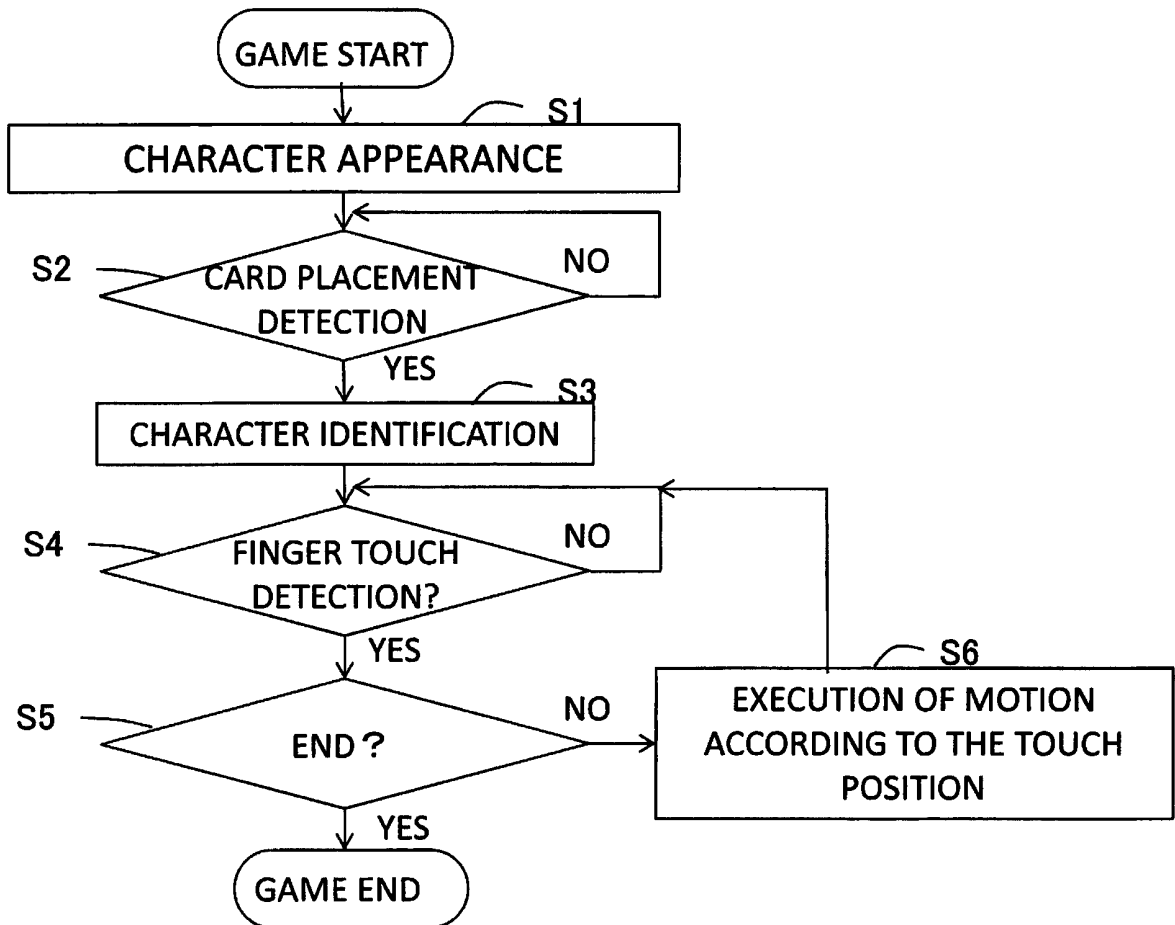 GAME START
S1
CHARACTER APPEARANCE
S2
CARD PLACEMENT
DETECTION
NO
YES
S3
CHARACTER IDENTIFICATION
S4
FINGER TOUCH
DETECTION?
NO
YES
S5
END?
NO
S6
EXECUTION OF MOTION
ACCORDING TO THE TOUCH
POSITION
YES
GAME END